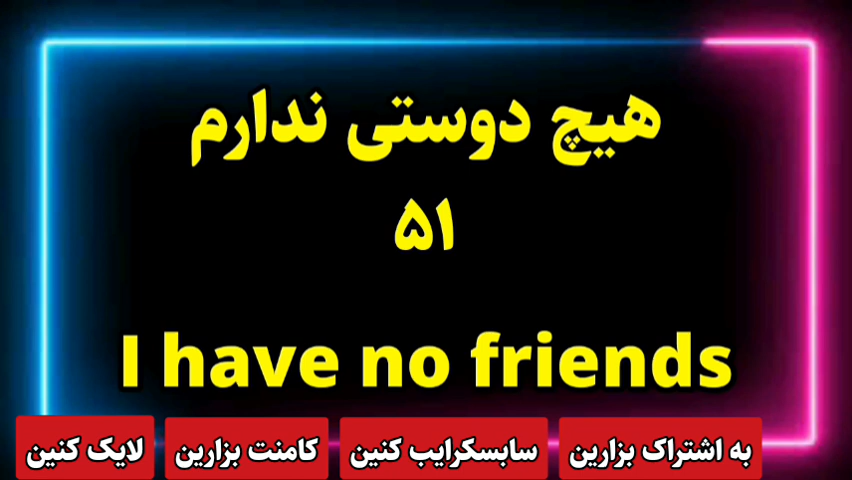 هیچ دوستی ندارم
۵۱
I have no friends
به اشتراک بزارین سابسکرایب کنین کامنت بزارین لایک کنین